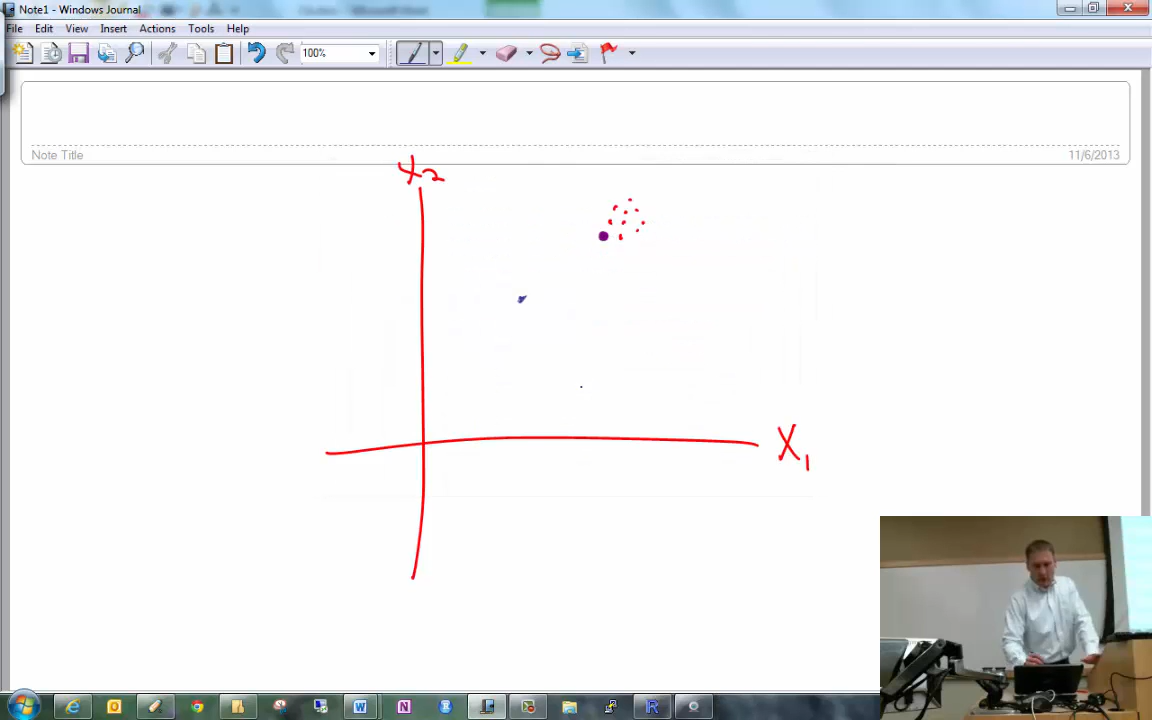 Note1 - Windows Journal
File Edit View Insert Actions Tools Help
100%
Note Title
11/6/2013
X2
X1